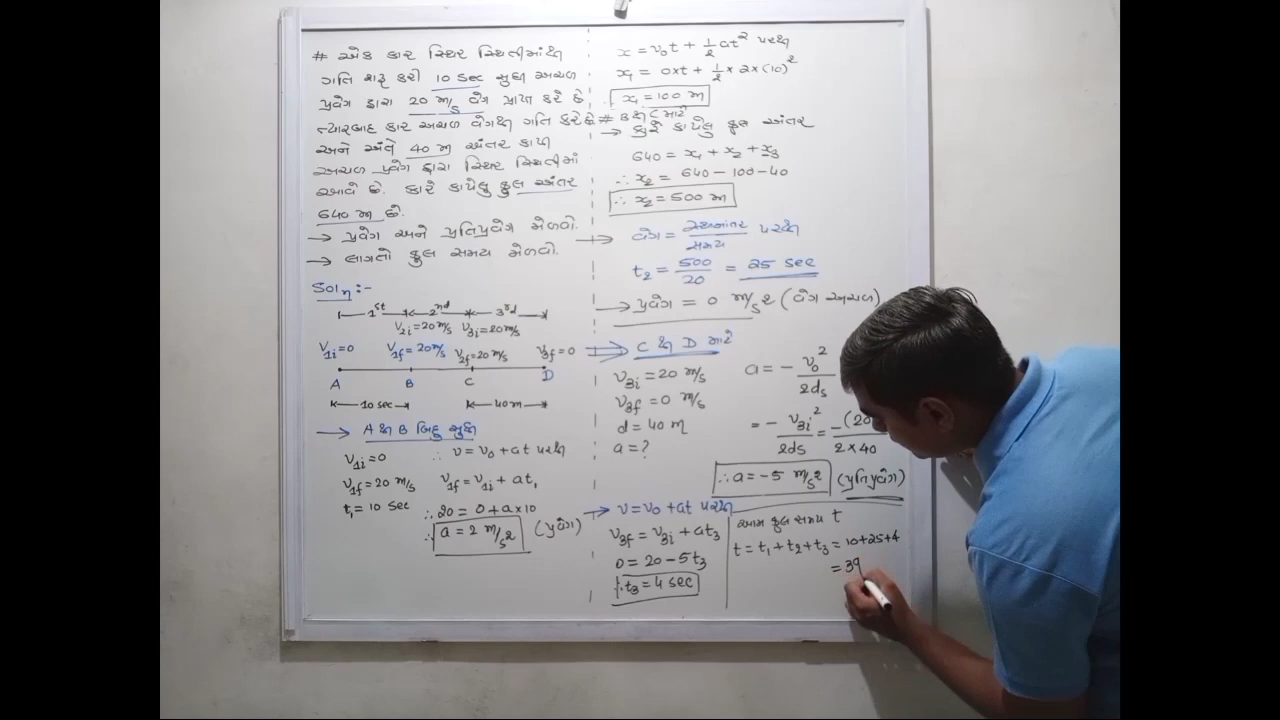 # એક કાર સ્થિર સ્થિતીમાંથી
ગતિ શરૂ કરી 10 sec સુધી અચળ
પ્રવેગ દ્વારા 20 m/s વેગ પ્રાપ્ત કરે છે
ત્યારબાદ કાર અચળ વેગથી ગતિ કરે છે
અને અંતે 40 m અંતર કાપી
અચળ પ્રવેગ દ્વારા સ્થિર સ્થિતીમાં
આવે છે. કારે કાપેલુ કુલ અંતર
640 m છે.
→ પ્રવેગ અને પ્રતિપ્રવેગ મેળવો.
→ લાગતો કુલ સમય મેળવો.
Solⁿ :-
1st 2nd 3rd
V2i = 20 m/s V3i = 20 m/s
V1i = 0 V1f = 20 m/s V2f = 20 m/s V3f = 0
A B C D
10 sec 40 m
→ A થી B બિંદુ સુધી
V1i = 0 ∴ v = v0 + at પરથી
V1f = 20 m/s V1f = V1i + at1
t1 = 10 sec ∴ 20 = 0 + a×10
∴ a = 2 m/s² (પ્રવેગ)
x = v0t + ½at² પરથી
x1 = 0×t + ½×2×(10)²
x1 = 100 m
# B થી C માટે
→ કારે કાપેલુ કુલ અંતર
640 = x1 + x2 + x3
∴ x2 = 640 - 100 - 40
∴ x2 = 500 m
→ વેગ = સ્થાનાંતર/સમય પરથી
t2 = 500/20 = 25 sec
→ પ્રવેગ = 0 m/s² (વેગ અચળ)
→ C થી D માટે
V3i = 20 m/s
V3f = 0 m/s
d = 40 m
a = ?
a = - v0²/2ds
= - V3i²/2ds = -(20/2×40
∴ a = -5 m/s² (પ્રતિપ્રવેગ)
→ v = v0 + at પરથી
V3f = V3i + at3
0 = 20 - 5t3
∴ t3 = 4 sec
આમ કુલ સમય t
t = t1 + t2 + t3 = 10+25+4
= 39